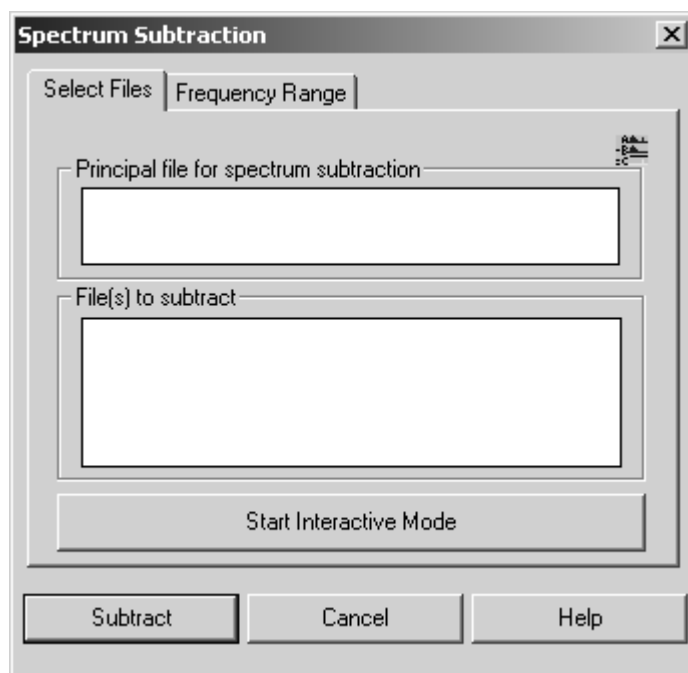 Spectrum Subtraction
Select Files
Frequency Range
Principal file for spectrum subtraction
File(s) to subtract
Start Interactive Mode
Subtract
Cancel
Help